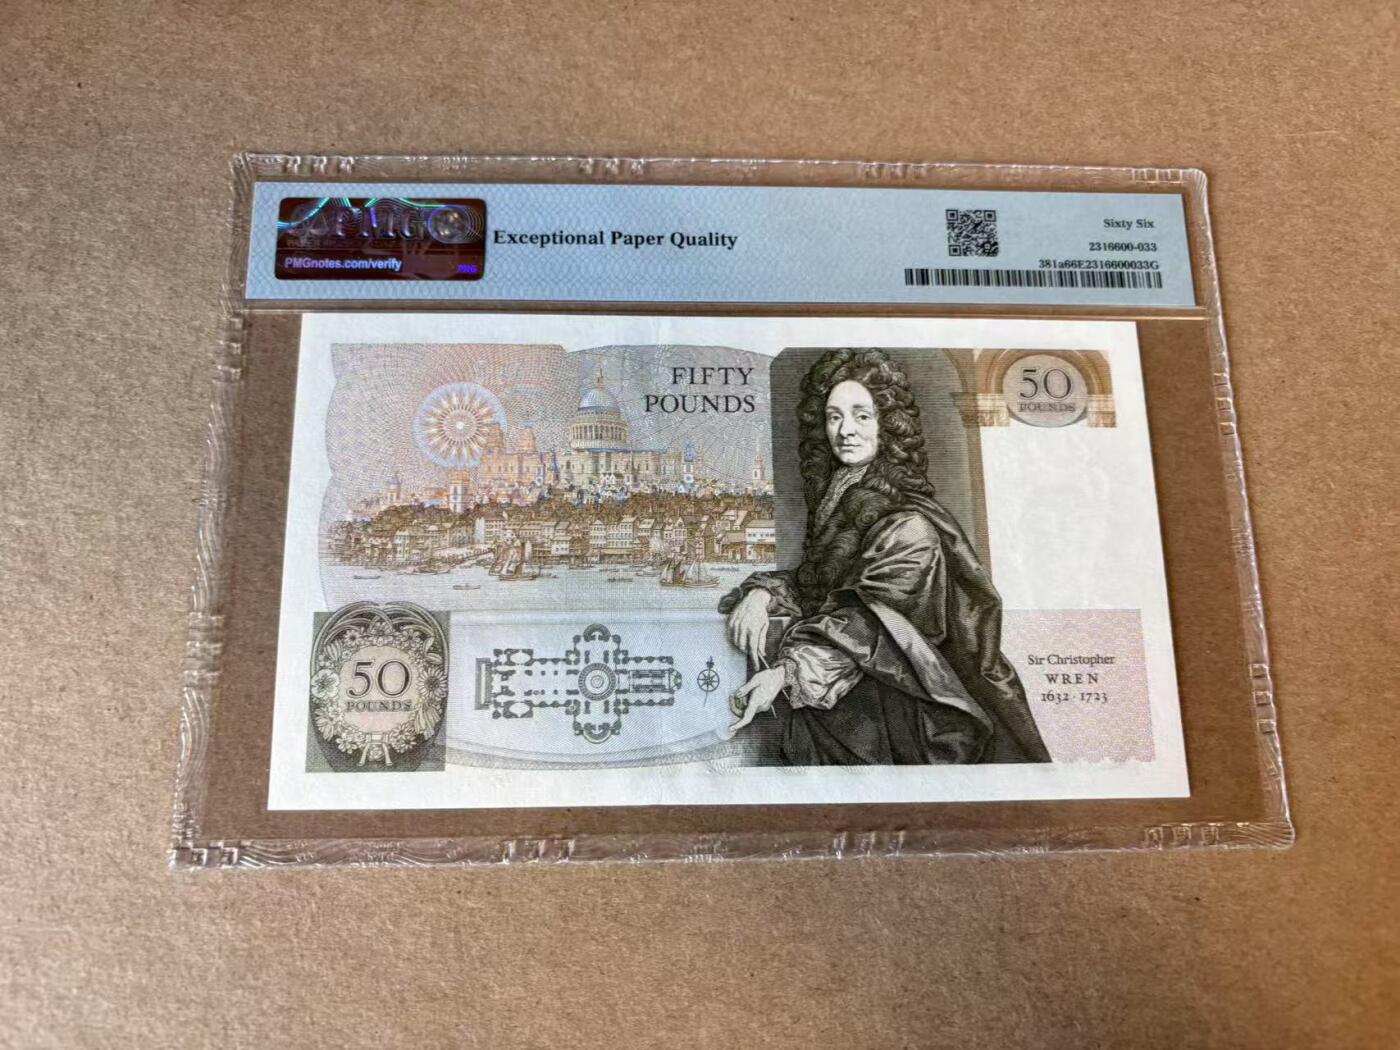 PMG
PMGnotes.com/verify
PMG
Exceptional Paper Quality
Sixty Six
2316600-033
381a66E2316600033G
FIFTY
POUNDS
50
POUNDS
50
POUNDS
Sir Christopher
WREN
1632 · 1723